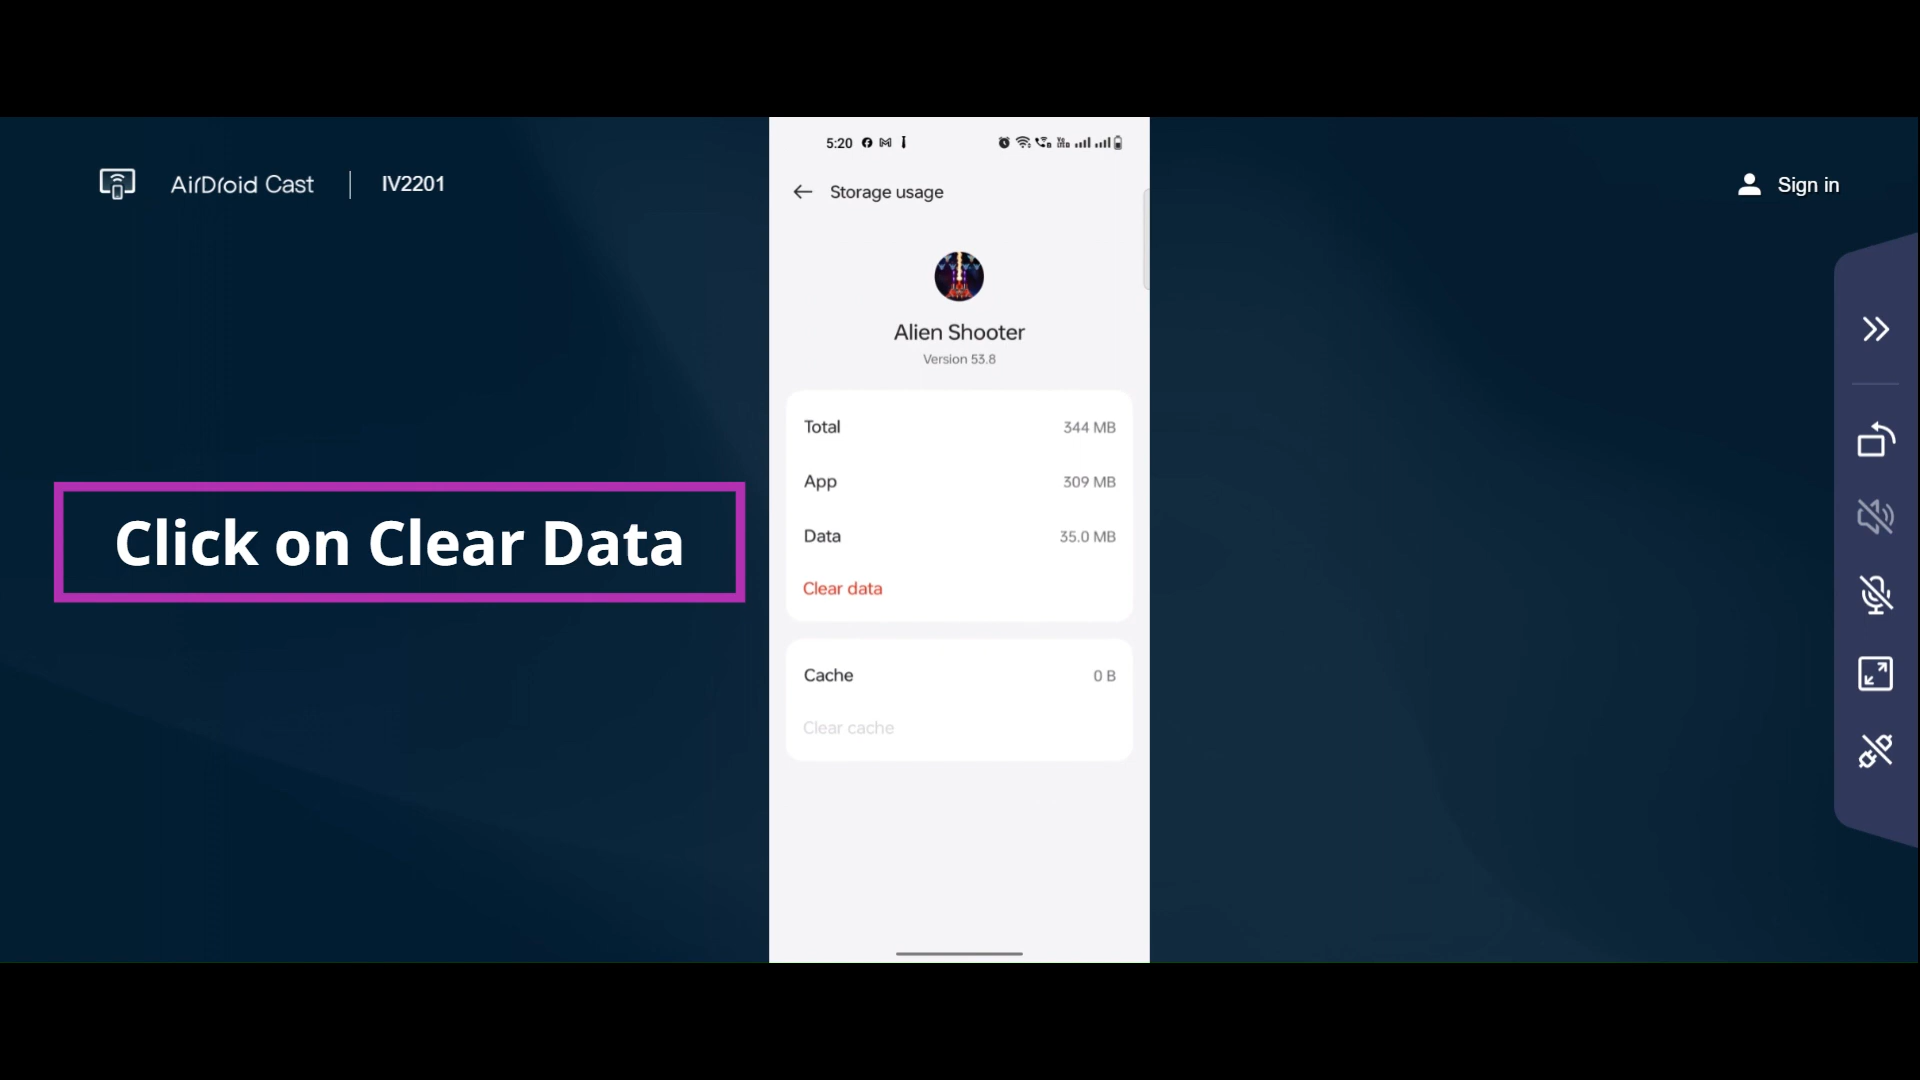 5:20
AirDroid Cast | IV2201
Sign in
Storage usage
Alien Shooter
Version 53.8
Total 344 MB
App 309 MB
Click on Clear Data
Data 35.0 MB
Clear data
Cache 0 B
Clear cache